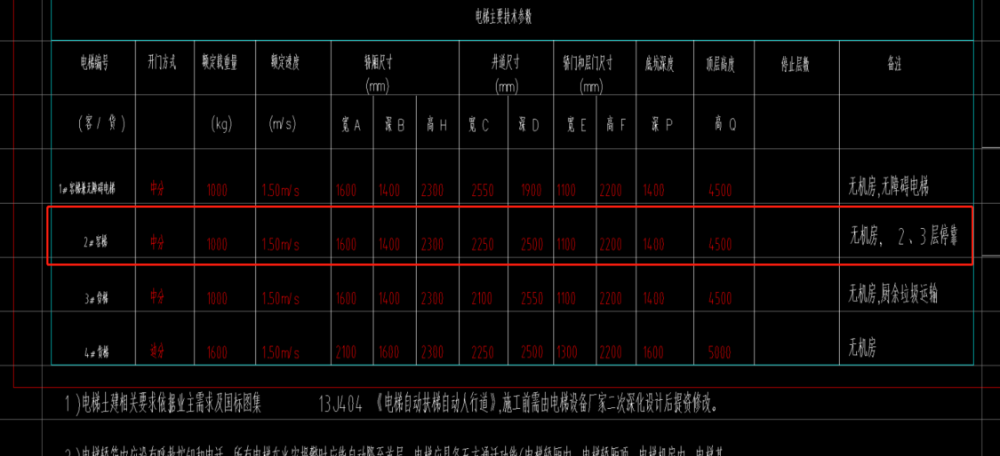 电梯主要技术参数
电梯编号 开门方式 额定载重量 额定速度 轿厢尺寸 井道尺寸 轿门和层门尺寸 底坑深度 顶层高度 停止层数 备注
(mm) (mm) (mm)
(客/货) (kg) (m/s) 宽 A 深 B 高 H 宽 C 深 D 宽 E 高 F 深 P 高 Q
1#客梯兼无障碍电梯 中分 1000 1.50m/s 1600 1400 2300 2550 1900 1100 2200 1400 4500 无机房,无障碍电梯
2#客梯 中分 1000 1.50m/s 1600 1400 2300 2250 2500 1100 2200 1400 4500 无机房, 2、3层停靠
3#货梯 中分 1000 1.50m/s 1600 1400 2300 2100 2550 1100 2200 1400 4500 无机房,厨余垃圾运输
4#货梯 边分 1600 1.50m/s 2100 1600 2300 2250 2500 1300 2200 1600 5000 无机房
1)电梯土建相关要求依据业主需求及国标图集 13J404 《电梯自动扶梯自动人行道》,施工前需由电梯设备厂家二次深化设计后提资修改。